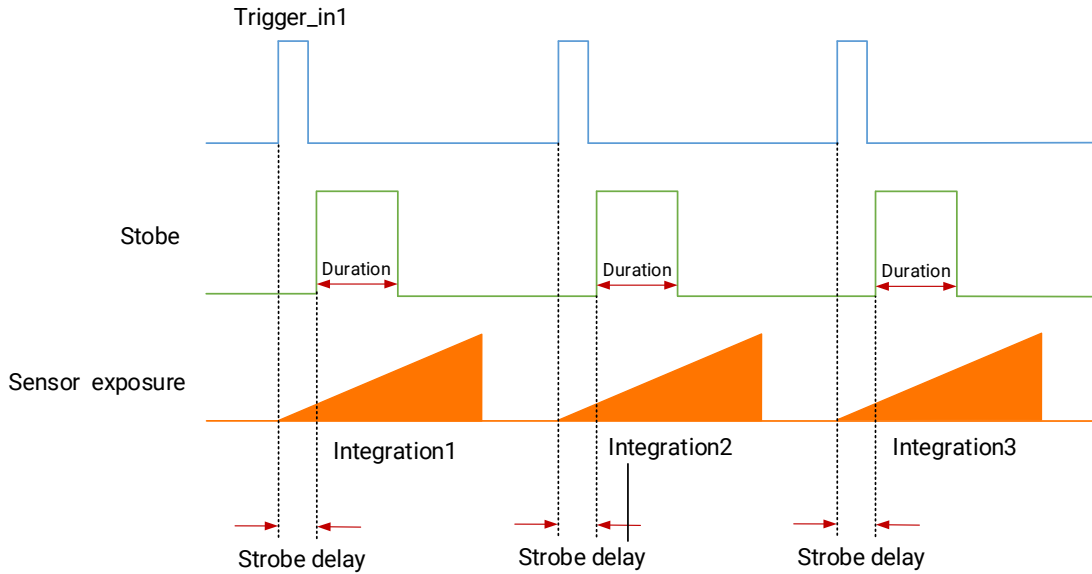 Trigger_in1
Stobe
Duration
Duration
Duration
Sensor exposure
Integration1
Integration2
Integration3
Strobe delay
Strobe delay
Strobe delay